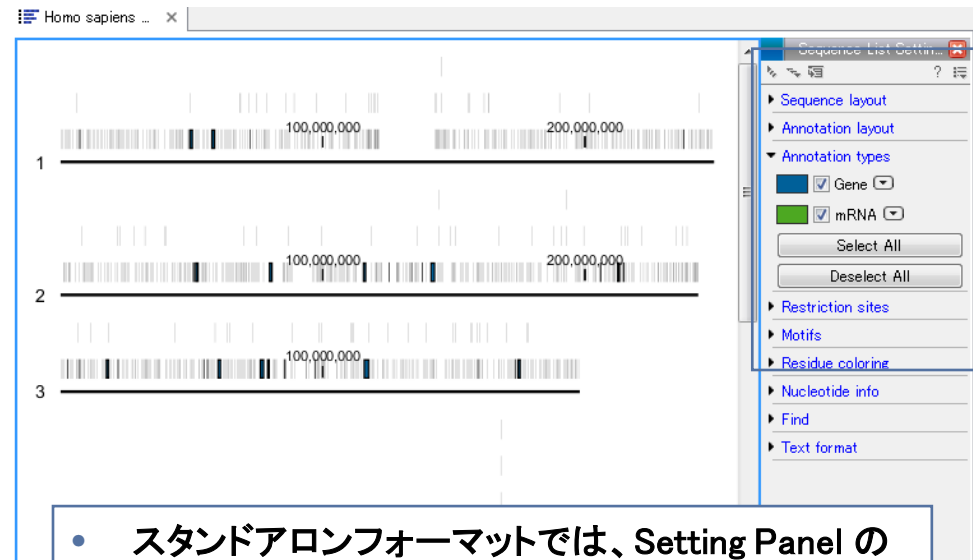 Homo sapiens …
Sequence List Settin…
?
Sequence layout
Annotation layout
Annotation types
Gene
mRNA
Select All
Deselect All
Restriction sites
Motifs
Residue coloring
Nucleotide info
Find
Text format
100,000,000 200,000,000
1
100,000,000 200,000,000
2
100,000,000
3
• スタンドアロンフォーマットでは、Setting Panel の